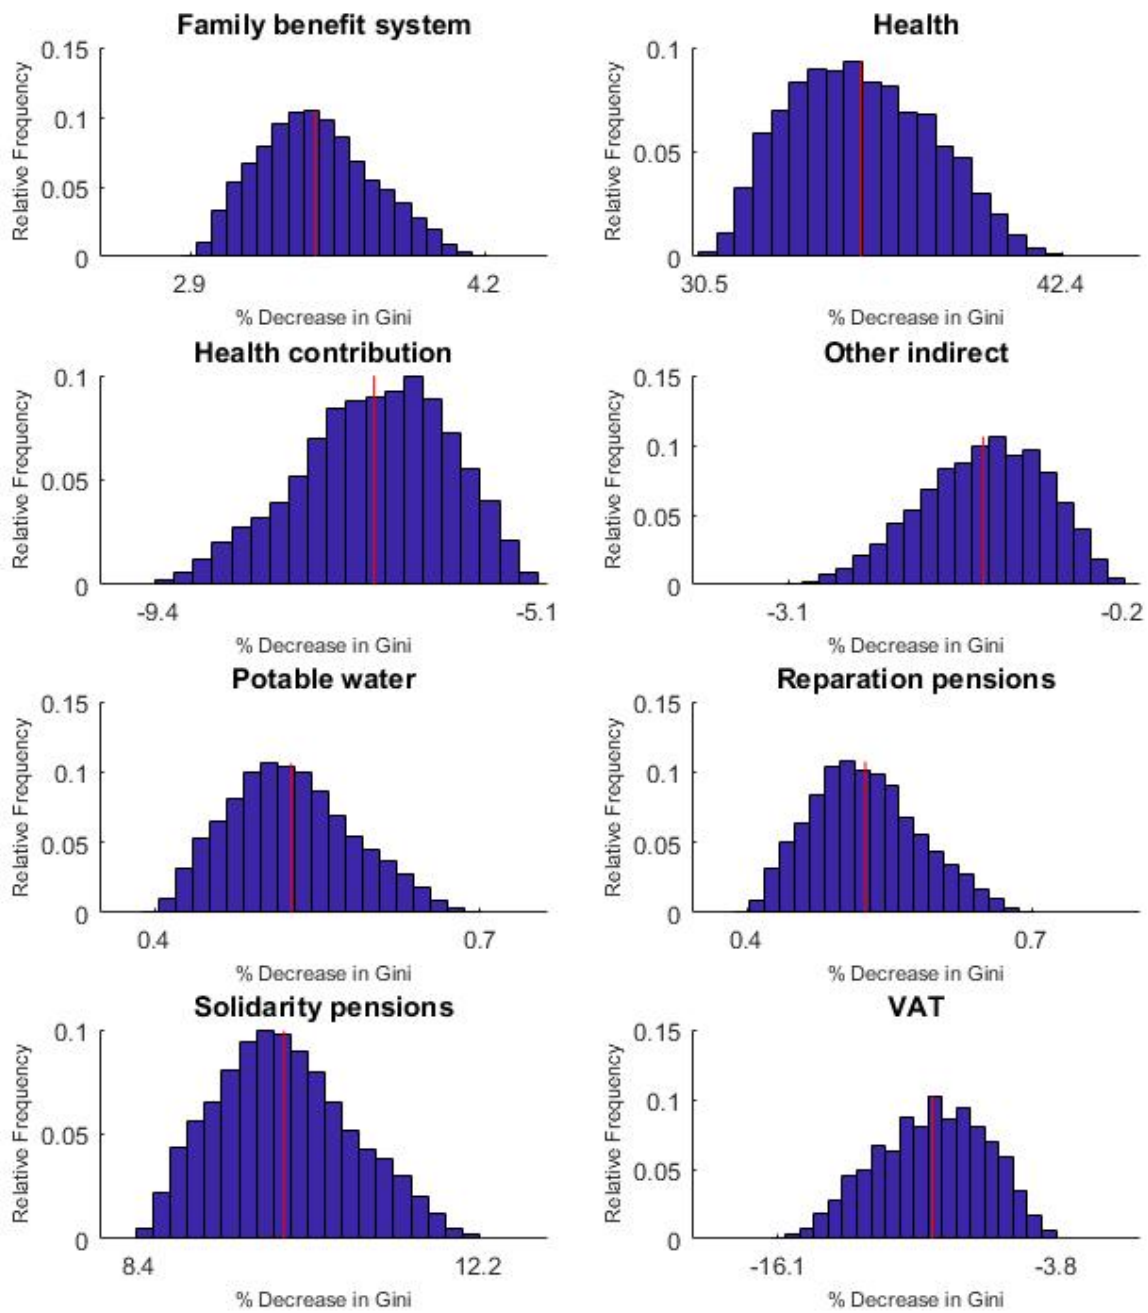 Family benefit system
0.15
0.1
0.05
0
Relative Frequency
2.9 4.2
% Decrease in Gini
Health
0.1
0.05
0
Relative Frequency
30.5 42.4
% Decrease in Gini
Health contribution
0.1
0.05
0
Relative Frequency
-9.4 -5.1
% Decrease in Gini
Other indirect
0.15
0.1
0.05
0
Relative Frequency
-3.1 -0.2
% Decrease in Gini
Potable water
0.15
0.1
0.05
0
Relative Frequency
0.4 0.7
% Decrease in Gini
Reparation pensions
0.15
0.1
0.05
0
Relative Frequency
0.4 0.7
% Decrease in Gini
Solidarity pensions
0.1
0.05
0
Relative Frequency
8.4 12.2
% Decrease in Gini
VAT
0.15
0.1
0.05
0
Relative Frequency
-16.1 -3.8
% Decrease in Gini